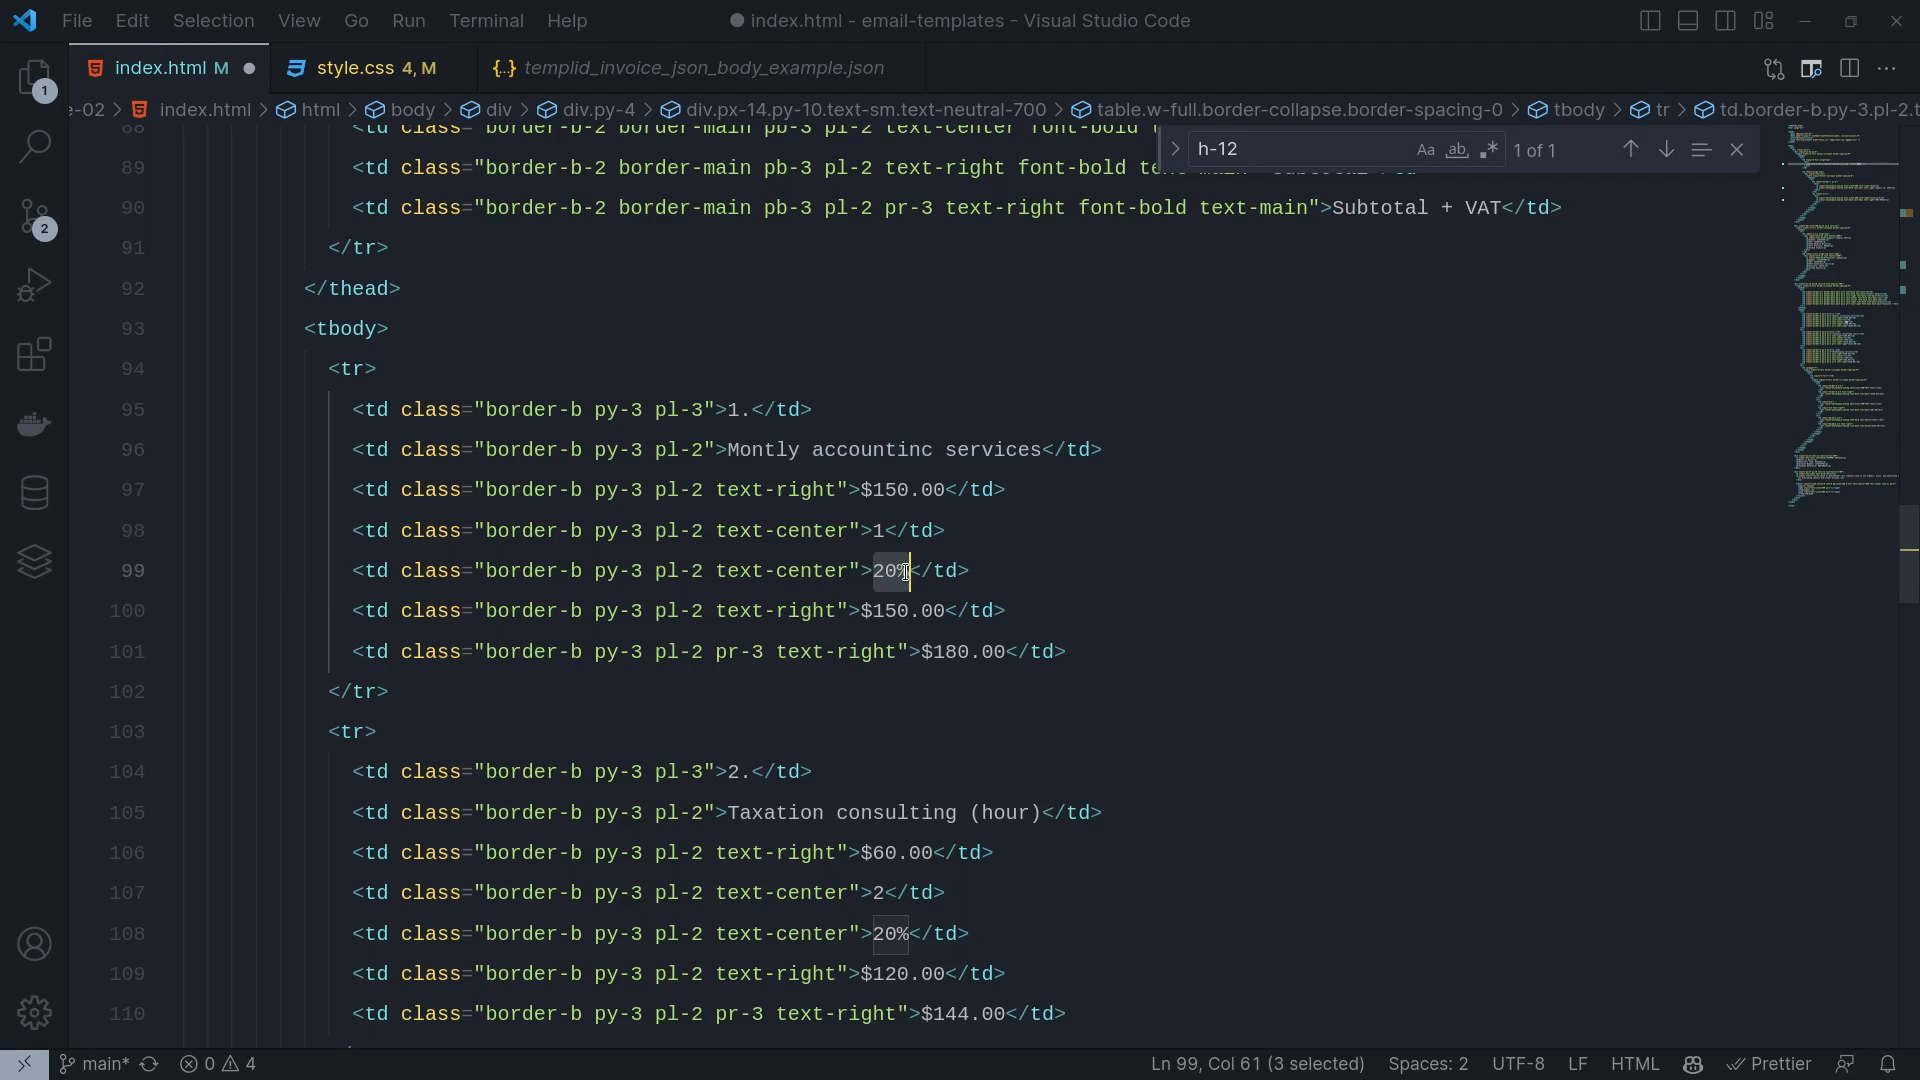 File Edit Selection View Go Run Terminal Help
index.html - email-templates - Visual Studio Code
index.html M
style.css 4, M
{..} templid_invoice_json_body_example.json
e-02 > index.html > html > body > div > div.py-4 > div.px-14.py-10.text-sm.text-neutral-700 > table.w-full.border-collapse.border-spacing-0 > tbody > tr > td.border-b.py-3.pl-2.t
h-12
Aa ab 1 of 1
88 <td class="border-b-2 border-main pb-3 pl-2 text-center font-bold
89 <td class="border-b-2 border-main pb-3 pl-2 text-right font-bold
90 <td class="border-b-2 border-main pb-3 pl-2 pr-3 text-right font-bold text-main">Subtotal + VAT</td>
91 </tr>
92 </thead>
93 <tbody>
94 <tr>
95 <td class="border-b py-3 pl-3">1.</td>
96 <td class="border-b py-3 pl-2">Montly accountinc services</td>
97 <td class="border-b py-3 pl-2 text-right">$150.00</td>
98 <td class="border-b py-3 pl-2 text-center">1</td>
99 <td class="border-b py-3 pl-2 text-center">20%</td>
100 <td class="border-b py-3 pl-2 text-right">$150.00</td>
101 <td class="border-b py-3 pl-2 pr-3 text-right">$180.00</td>
102 </tr>
103 <tr>
104 <td class="border-b py-3 pl-3">2.</td>
105 <td class="border-b py-3 pl-2">Taxation consulting (hour)</td>
106 <td class="border-b py-3 pl-2 text-right">$60.00</td>
107 <td class="border-b py-3 pl-2 text-center">2</td>
108 <td class="border-b py-3 pl-2 text-center">20%</td>
109 <td class="border-b py-3 pl-2 text-right">$120.00</td>
110 <td class="border-b py-3 pl-2 pr-3 text-right">$144.00</td>
1
2
main* 0 4
Ln 99, Col 61 (3 selected) Spaces: 2 UTF-8 LF HTML Prettier